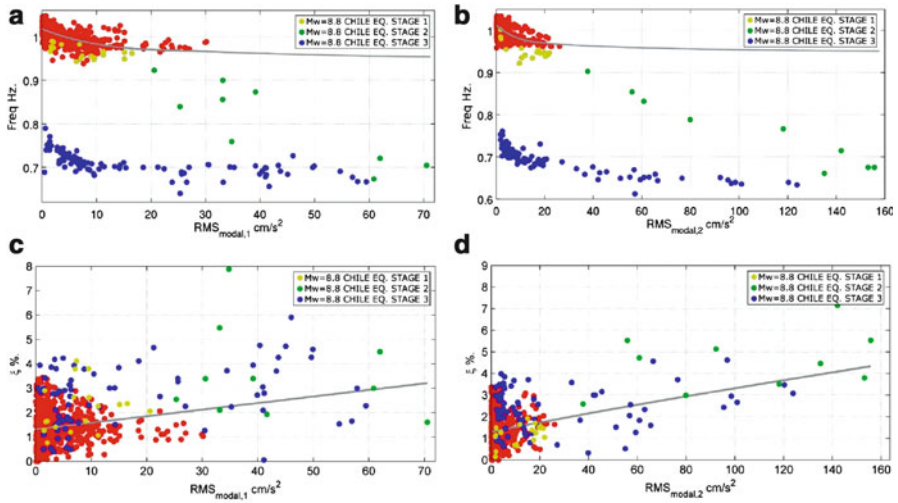 a
Mw=8.8 CHILE EQ. STAGE 1
Mw=8.8 CHILE EQ. STAGE 2
Mw=8.8 CHILE EQ. STAGE 3
Freq Hz.
1
0.9
0.8
0.7
0 10 20 30 40 50 60 70
RMS modal,1 cm/s²
b
Mw=8.8 CHILE EQ. STAGE 1
Mw=8.8 CHILE EQ. STAGE 2
Mw=8.8 CHILE EQ. STAGE 3
Freq Hz.
1
0.9
0.8
0.7
0.6
0 20 40 60 80 100 120 140 160
RMS modal,2 cm/s²
c
Mw=8.8 CHILE EQ. STAGE 1
Mw=8.8 CHILE EQ. STAGE 2
Mw=8.8 CHILE EQ. STAGE 3
ξ %.
8
7
6
5
4
3
2
1
0
0 10 20 30 40 50 60 70
RMS modal,1 cm/s²
d
Mw=8.8 CHILE EQ. STAGE 1
Mw=8.8 CHILE EQ. STAGE 2
Mw=8.8 CHILE EQ. STAGE 3
ξ %.
9
8
7
6
5
4
3
2
1
0
0 20 40 60 80 100 120 140 160
RMS modal,2 cm/s²